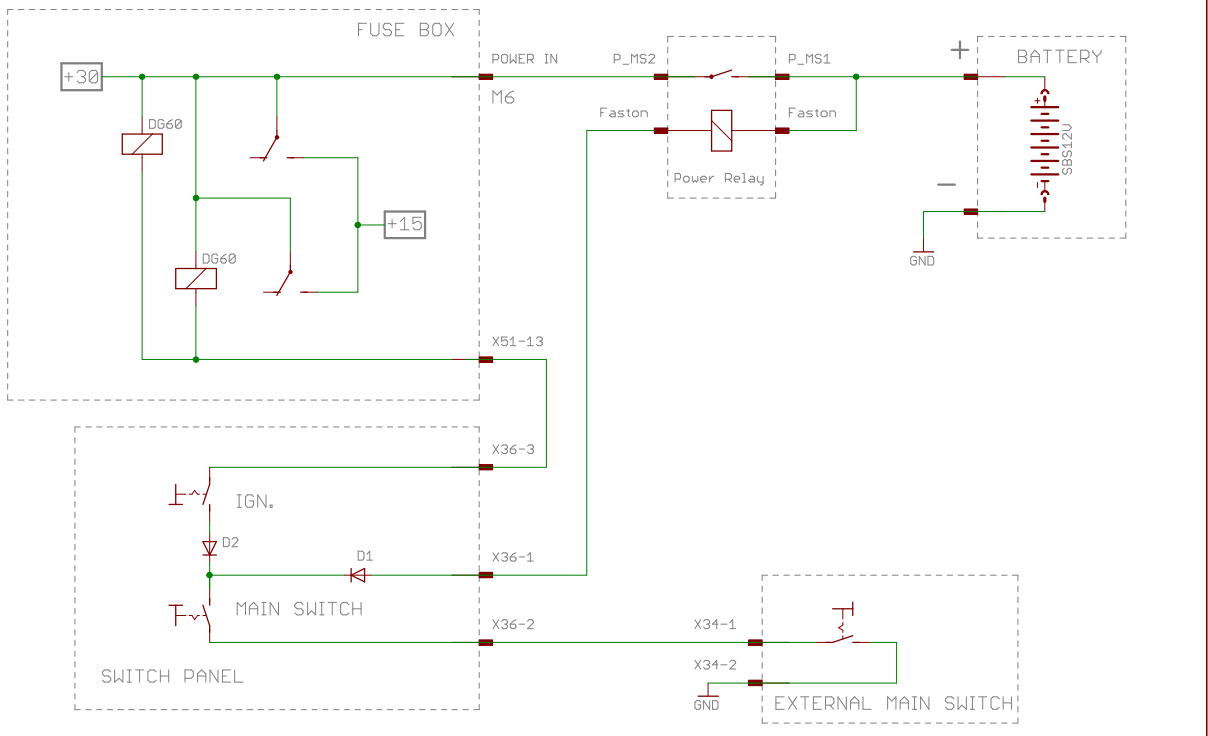 FUSE BOX
+30
POWER IN
M6
P_MS2
P_MS1
+
BATTERY
DG60
Faston
Faston
+
SBS12V
-
Power Relay
−
+15
DG60
GND
X51-13
X36-3
IGN.
D2
D1
X36-1
MAIN SWITCH
X36-2
X34-1
X34-2
SWITCH PANEL
GND
EXTERNAL MAIN SWITCH